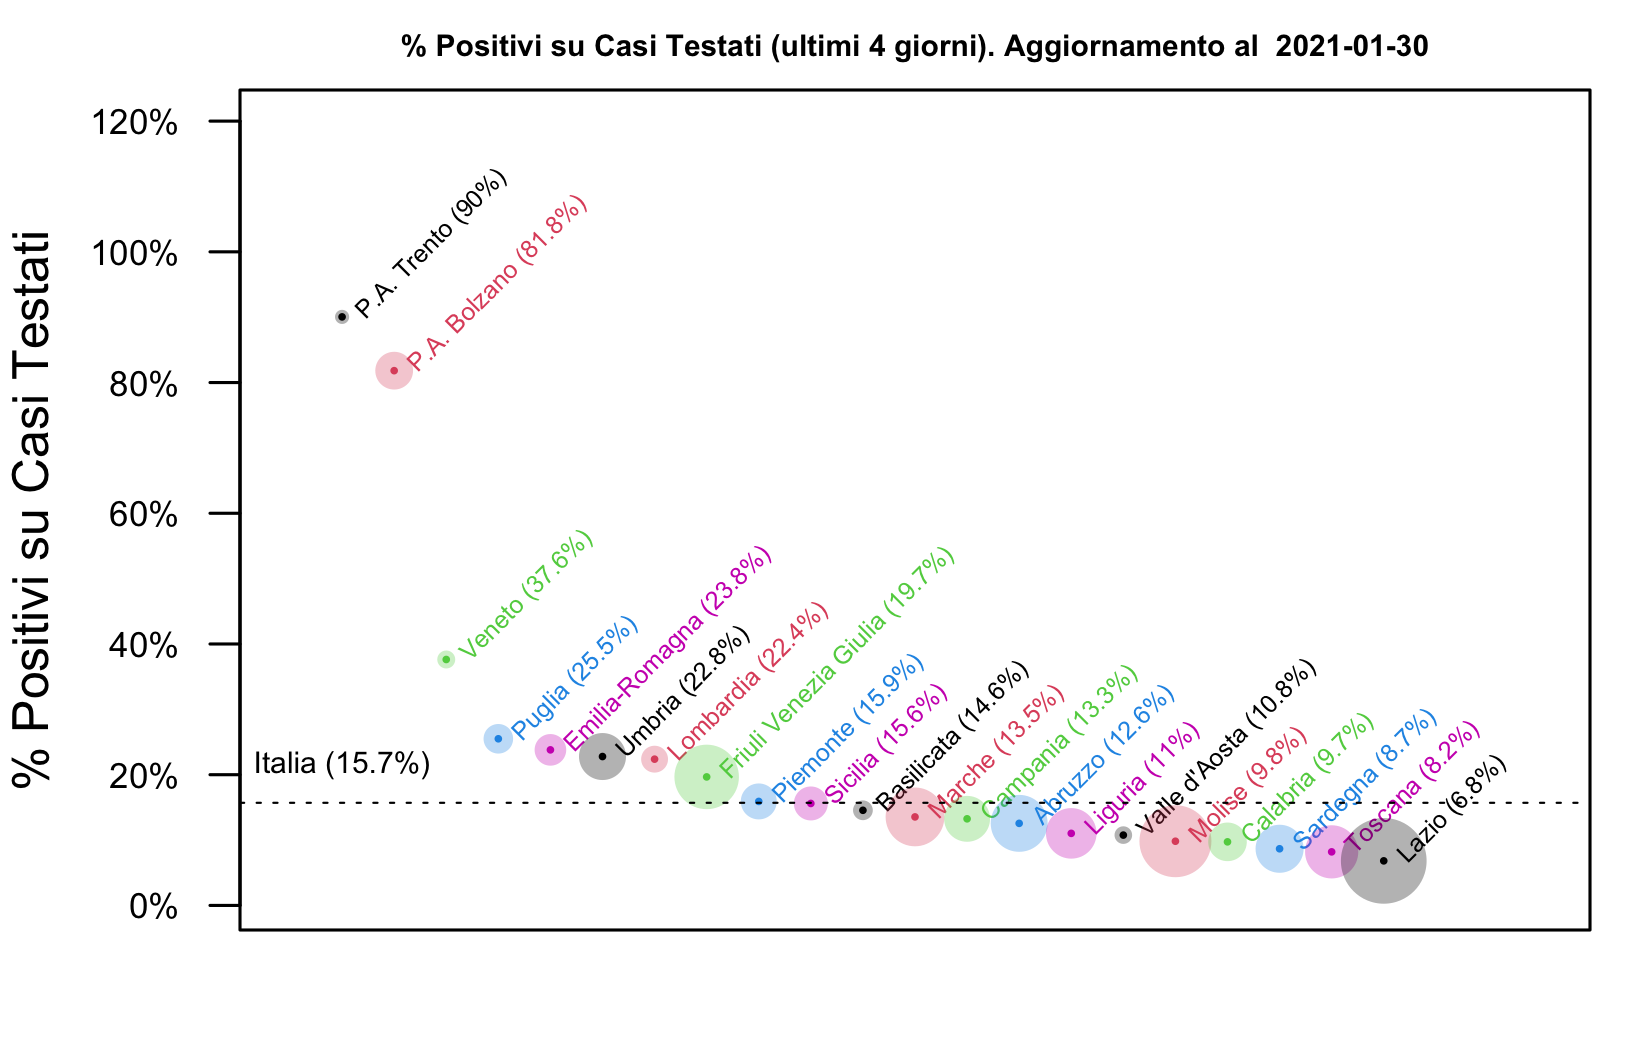 % Positivi su Casi Testati (ultimi 4 giorni). Aggiornamento al  2021-01-30
% Positivi su Casi Testati
120%
100%
80%
60%
40%
20%
0%
Italia (15.7%)
P.A. Trento (90%)
P.A. Bolzano (81.8%)
Veneto (37.6%)
Puglia (25.5%)
Emilia-Romagna (23.8%)
Umbria (22.8%)
Lombardia (22.4%)
Friuli Venezia Giulia (19.7%)
Piemonte (15.9%)
Sicilia (15.6%)
Basilicata (14.6%)
Marche (13.5%)
Campania (13.3%)
Abruzzo (12.6%)
Liguria (11%)
Valle d'Aosta (10.8%)
Molise (9.8%)
Calabria (9.7%)
Sardegna (8.7%)
Toscana (8.2%)
Lazio (6.8%)